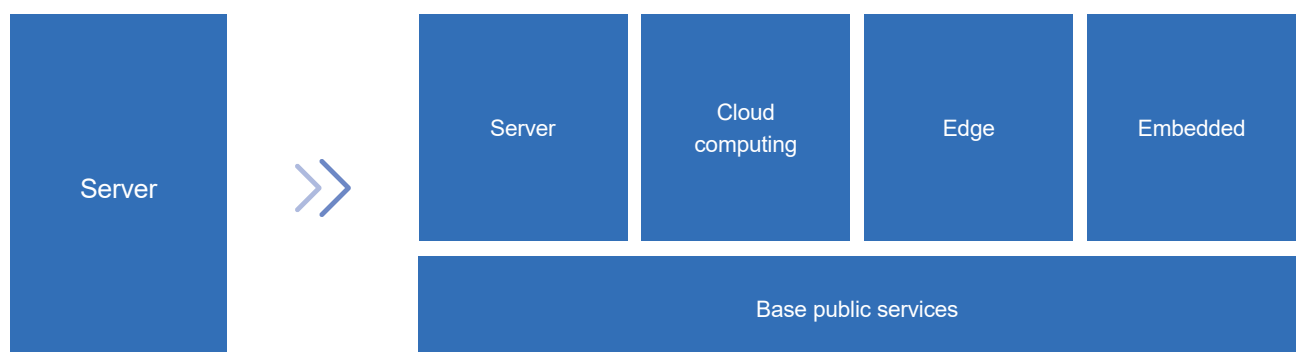 Server
Server
Cloud
computing
Edge
Embedded
Base public services